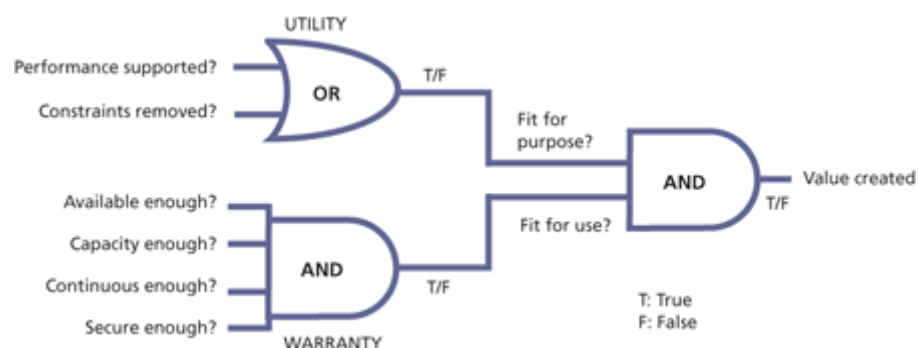 UTILITY
Performance supported?
OR
T/F
Constraints removed?
Fit for
purpose?
AND
Value created
T/F
Available enough?
Capacity enough?
Fit for use?
AND
T/F
Continuous enough?
Secure enough?
WARRANTY
T: True
F: False